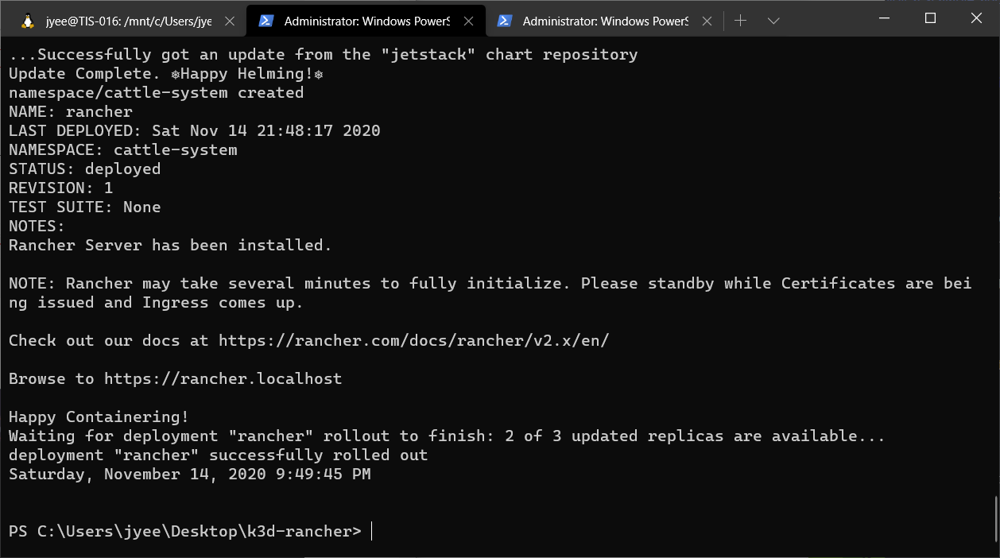 jyee@TIS-016: /mnt/c/Users/jye
Administrator: Windows PowerS
Administrator: Windows PowerS
...Successfully got an update from the "jetstack" chart repository
Update Complete. ⎈Happy Helming!⎈
namespace/cattle-system created
NAME: rancher
LAST DEPLOYED: Sat Nov 14 21:48:17 2020
NAMESPACE: cattle-system
STATUS: deployed
REVISION: 1
TEST SUITE: None
NOTES:
Rancher Server has been installed.
NOTE: Rancher may take several minutes to fully initialize. Please standby while Certificates are bei
ng issued and Ingress comes up.
Check out our docs at https://rancher.com/docs/rancher/v2.x/en/
Browse to https://rancher.localhost
Happy Containering!
Waiting for deployment "rancher" rollout to finish: 2 of 3 updated replicas are available...
deployment "rancher" successfully rolled out
Saturday, November 14, 2020 9:49:45 PM
PS C:\Users\jyee\Desktop\k3d-rancher>